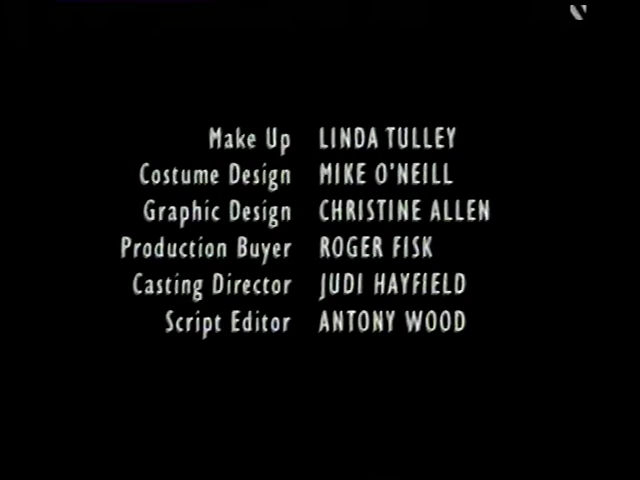 Make Up LINDA TULLEY
Costume Design MIKE O'NEILL
Graphic Design CHRISTINE ALLEN
Production Buyer ROGER FISK
Casting Director JUDI HAYFIELD
Script Editor ANTONY WOOD